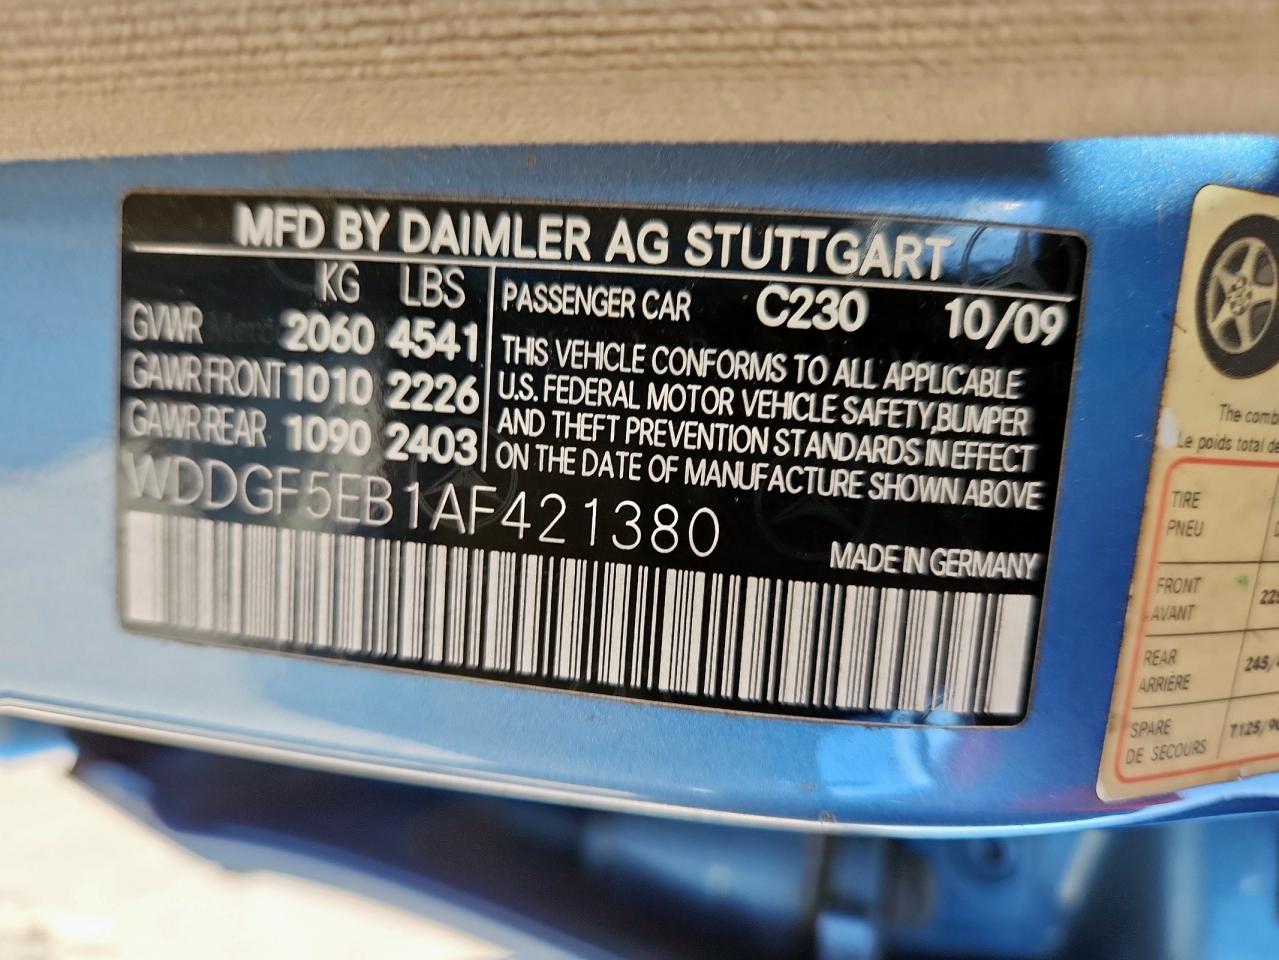 MFD BY DAIMLER AG STUTTGART
KG LBS
GVWR 2060 4541
GAWR FRONT 1010 2226
GAWR REAR 1090 2403
PASSENGER CAR C230 10/09
THIS VEHICLE CONFORMS TO ALL APPLICABLE
U.S. FEDERAL MOTOR VEHICLE SAFETY,BUMPER
AND THEFT PREVENTION STANDARDS IN EFFECT
ON THE DATE OF MANUFACTURE SHOWN ABOVE
WDDGF5EB1AF421380
MADE IN GERMANY
The
Le poids total
TIRE
PNEU
FRONT
AVANT
REAR
ARRIÈRE
245/
SPARE
DE SECOURS
T125/